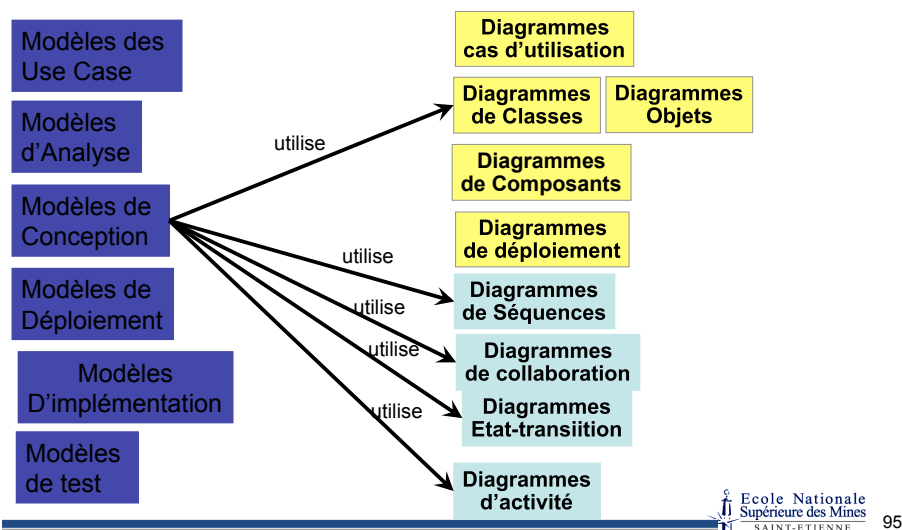 Modèles des
Use Case
Modèles
d'Analyse
Modèles de
Conception
Modèles de
Déploiement
Modèles
D'implémentation
Modèles
de test
utilise
utilise
utilise
utilise
utilise
Diagrammes
cas d'utilisation
Diagrammes
de Classes
Diagrammes
Objets
Diagrammes
de Composants
Diagrammes
de déploiement
Diagrammes
de Séquences
Diagrammes
de collaboration
Diagrammes
Etat-transiition
Diagrammes
d'activité
Ecole Nationale
Supérieure des Mines
SAINT-ETIENNE
95